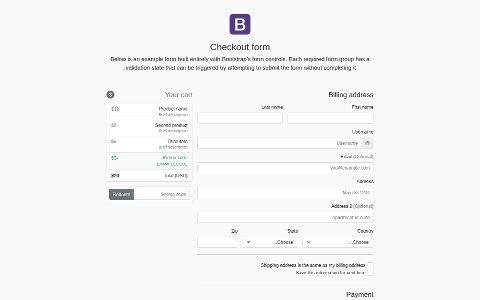 B
Checkout form
Below is an example form built entirely with Bootstrap's form controls. Each required form group has a
validation state that can be triggered by attempting to submit the form without completing it.
Billing address
First name
Last name
Username
@
Username
Email (Optional)
you@example.com
Address
1234 Main St
Address 2 (Optional)
Apartment or suite
Country
State
Zip
Choose...
Choose...
Shipping address is the same as my billing address
Save this information for next time
Payment
Your cart
3
Product name
Brief description
$12
Second product
Brief description
$8
Third item
Brief description
$5
Promo code
EXAMPLECODE
$5-
Total (USD)
$20
Promo code
Redeem